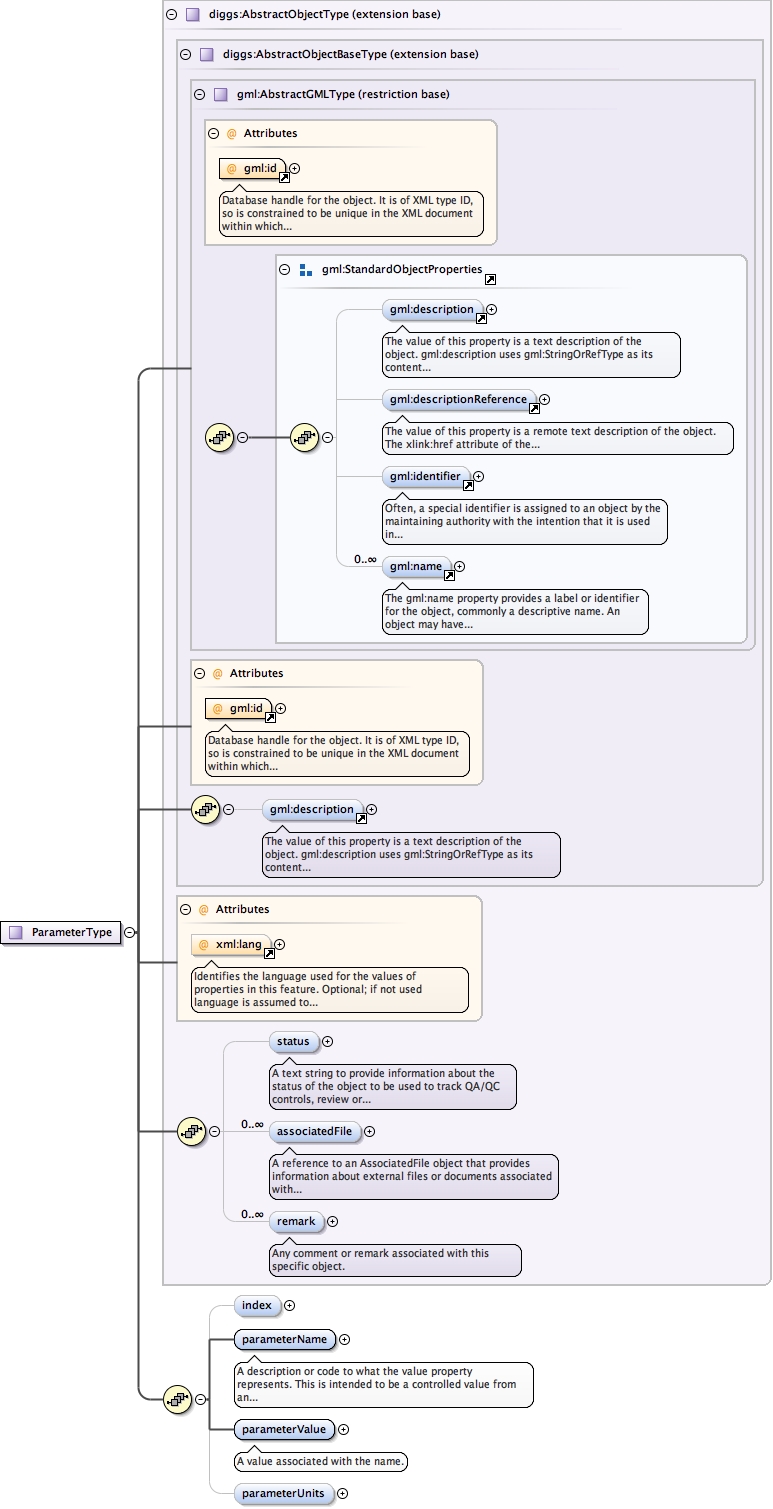 diggs:AbstractObjectType (extension base)
diggs:AbstractObjectBaseType (extension base)
gml:AbstractGMLType (restriction base)
@ Attributes
@ gml:id
Database handle for the object. It is of XML type ID,
so is constrained to be unique in the XML document
within which...
gml:StandardObjectProperties
gml:description
The value of this property is a text description of the
object. gml:description uses gml:StringOrRefType as its
content...
gml:descriptionReference
The value of this property is a remote text description of the object.
The xlink:href attribute of the...
gml:identifier
Often, a special identifier is assigned to an object by the
maintaining authority with the intention that it is used
in...
0..∞
gml:name
The gml:name property provides a label or identifier
for the object, commonly a descriptive name. An
object may have...
@ Attributes
@ gml:id
Database handle for the object. It is of XML type ID,
so is constrained to be unique in the XML document
within which...
gml:description
The value of this property is a text description of the
object. gml:description uses gml:StringOrRefType as its
content...
@ Attributes
ParameterType
@ xml:lang
Identifies the language used for the values of
properties in this feature. Optional; if not used
language is assumed to...
status
A text string to provide information about the
status of the object to be used to track QA/QC
controls, review or...
0..∞
associatedFile
A reference to an AssociatedFile object that provides
information about external files or documents associated
with...
0..∞
remark
Any comment or remark associated with this
specific object.
index
parameterName
A description or code to what the value property
represents. This is intended to be a controlled value from
an...
parameterValue
A value associated with the name.
parameterUnits